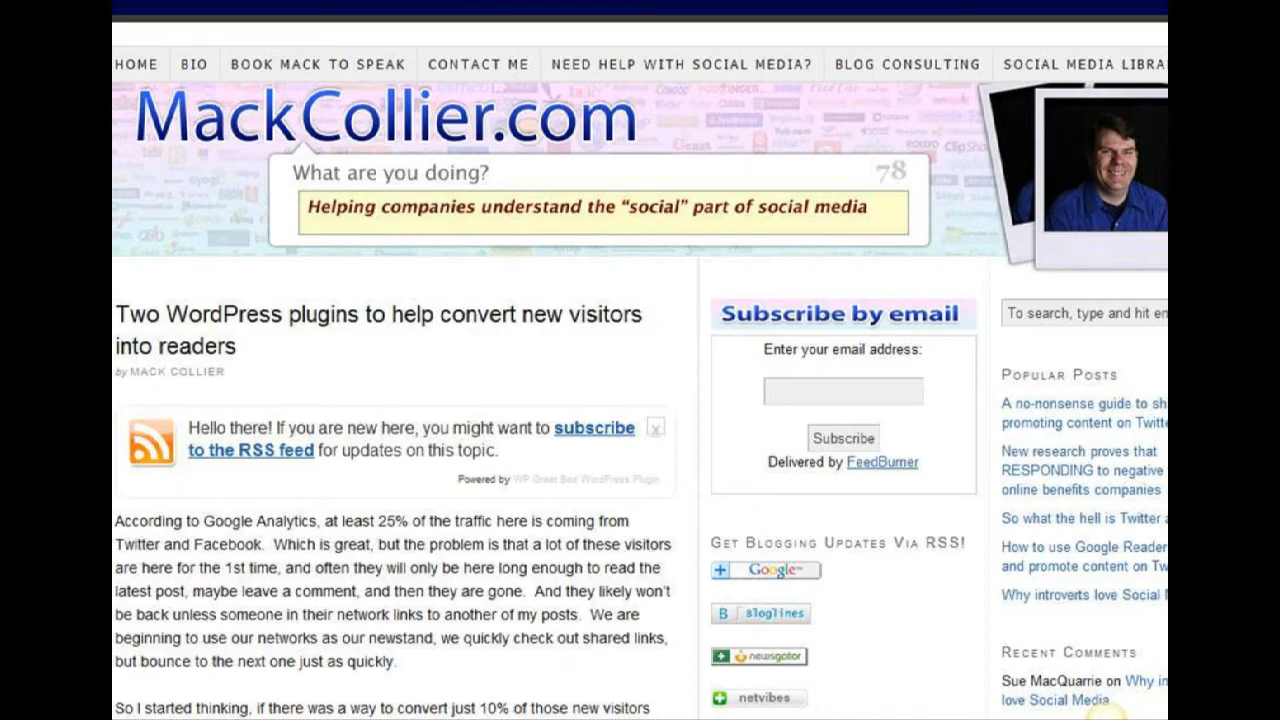 HOME BIO BOOK MACK TO SPEAK CONTACT ME NEED HELP WITH SOCIAL MEDIA? BLOG CONSULTING SOCIAL MEDIA LIBRA
MackCollier.com
What are you doing? 78
Helping companies understand the “social” part of social media
Two WordPress plugins to help convert new visitors
into readers
by MACK COLLIER
Hello there! If you are new here, you might want to subscribe
to the RSS feed for updates on this topic.
Powered by WP Greet Box WordPress Plugin
According to Google Analytics, at least 25% of the traffic here is coming from
Twitter and Facebook. Which is great, but the problem is that a lot of these visitors
are here for the 1st time, and often they will only be here long enough to read the
latest post, maybe leave a comment, and then they are gone. And they likely won’t
be back unless someone in their network links to another of my posts. We are
beginning to use our networks as our newstand, we quickly check out shared links,
but bounce to the next one just as quickly.
So I started thinking, if there was a way to convert just 10% of those new visitors
Subscribe by email
Enter your email address:
Subscribe
Delivered by FeedBurner
GET BLOGGING UPDATES VIA RSS!
Google
Bloglines
newsgator
netvibes
To search, type and hit en
POPULAR POSTS
A no-nonsense guide to sh
promoting content on Twitte
New research proves that
RESPONDING to negative
online benefits companies
So what the hell is Twitter a
How to use Google Reader
and promote content on Tw
Why introverts love Social M
RECENT COMMENTS
Sue MacQuarrie on Why in
love Social Media